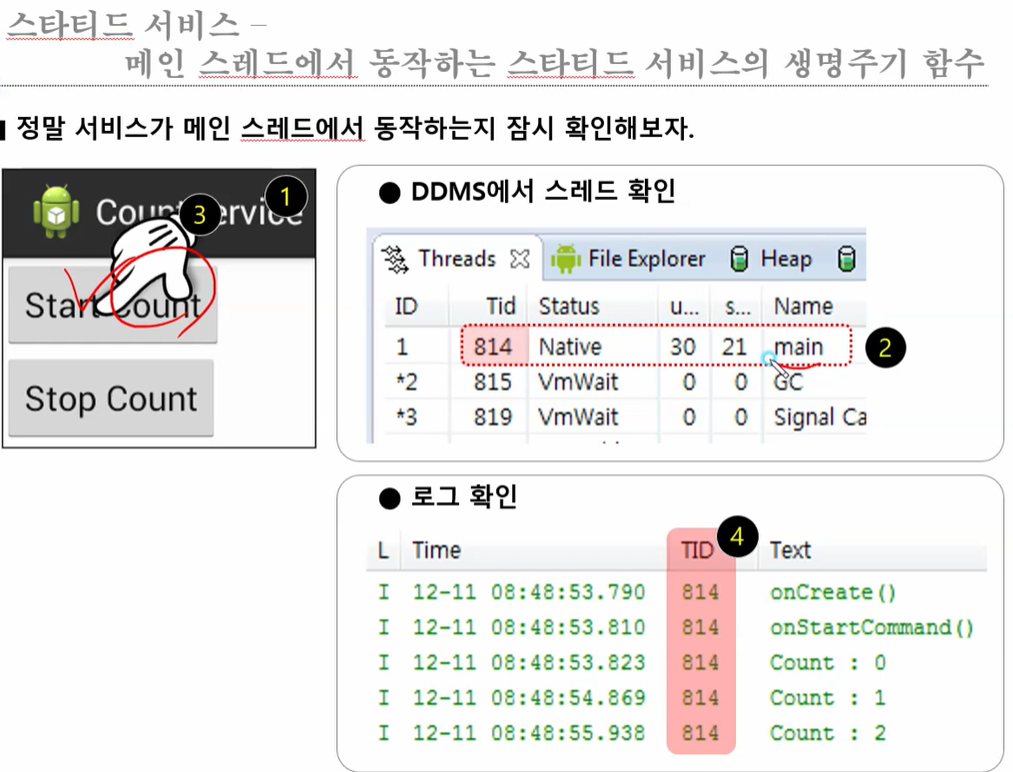 스타티드 서비스 –
메인 스레드에서 동작하는 스타티드 서비스의 생명주기 함수
정말 서비스가 메인 스레드에서 동작하는지 잠시 확인해보자.
1
3
Start Count
Stop Count
● DDMS에서 스레드 확인
Threads File Explorer Heap
ID Tid Status u... s... Name
1 814 Native 30 21 main
2
*2 815 VmWait 0 0 GC
*3 819 VmWait 0 0 Signal Ca
● 로그 확인
4
L Time TID Text
I 12-11 08:48:53.790 814 onCreate()
I 12-11 08:48:53.810 814 onStartCommand()
I 12-11 08:48:53.823 814 Count : 0
I 12-11 08:48:54.869 814 Count : 1
I 12-11 08:48:55.938 814 Count : 2